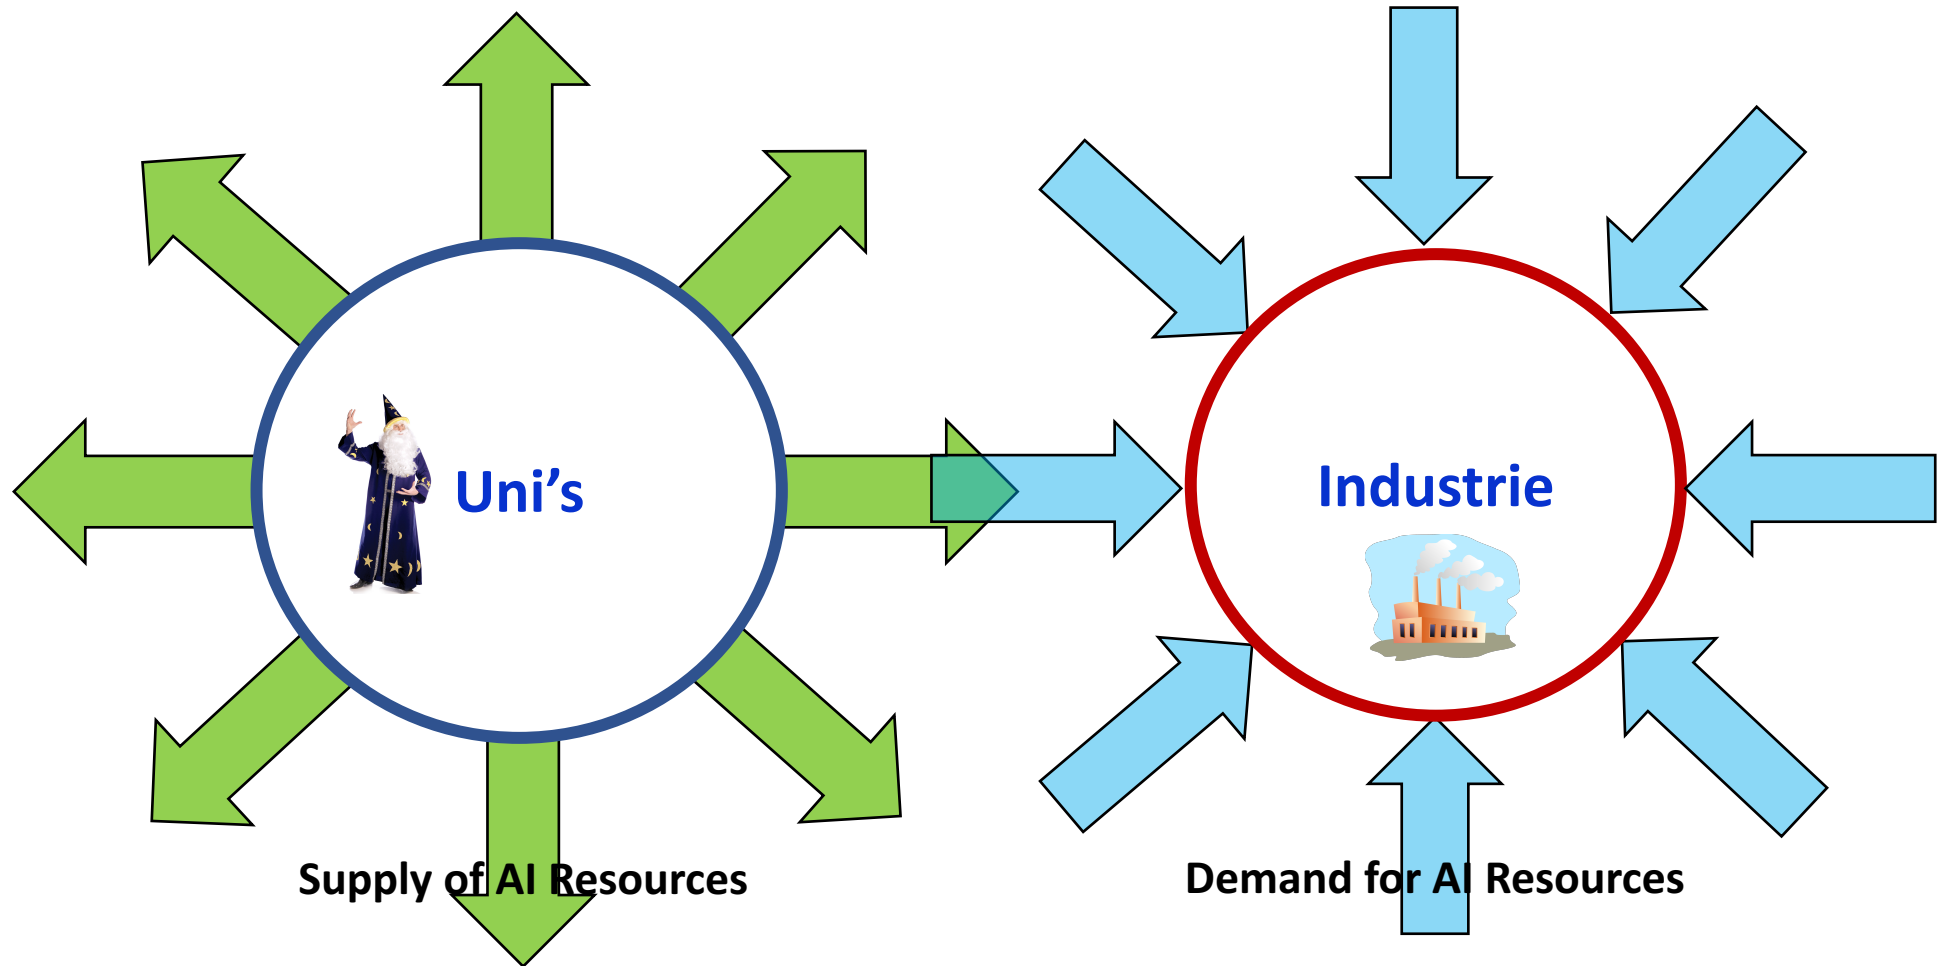 Uni’s
Industrie
Supply of AI Resources
Demand for AI Resources